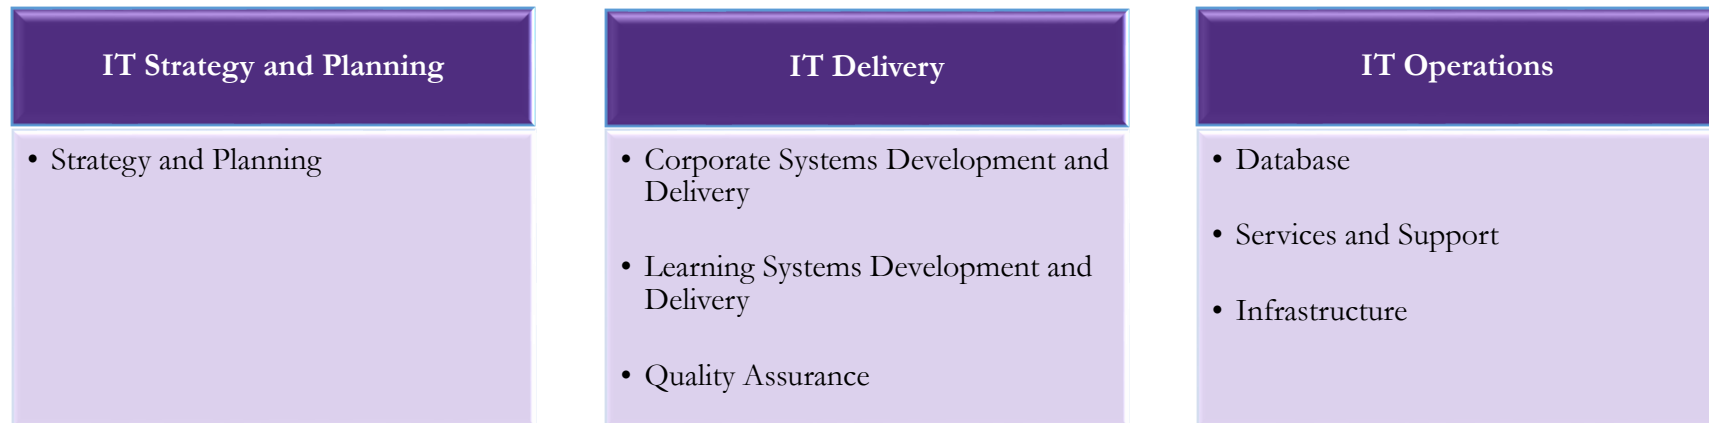 IT Strategy and Planning
• Strategy and Planning
IT Delivery
• Corporate Systems Development and
Delivery
• Learning Systems Development and
Delivery
• Quality Assurance
IT Operations
• Database
• Services and Support
• Infrastructure